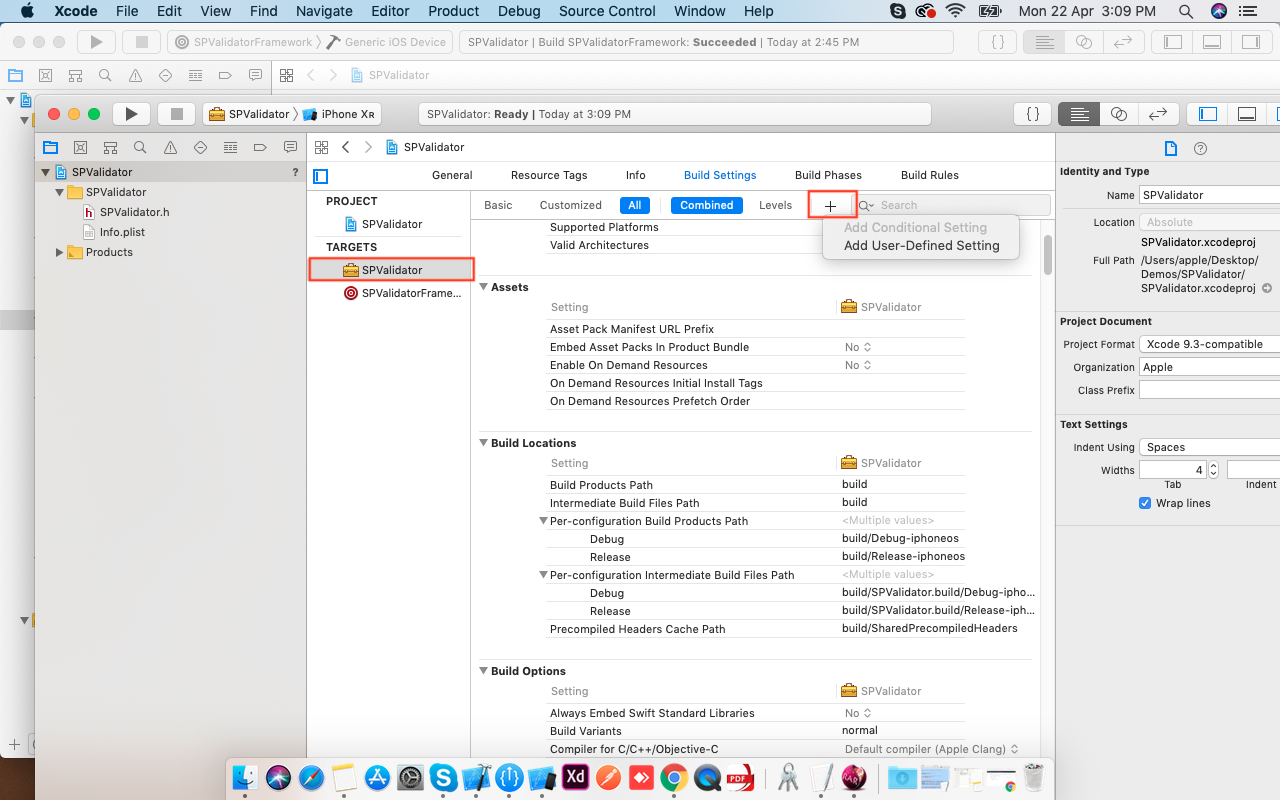 Xcode File Edit View Find Navigate Editor Product Debug Source Control Window Help Mon 22 Apr 3:09 PM
SPValidatorFramework Generic iOS Device SPValidator | Build SPValidatorFramework: Succeeded | Today at 2:45 PM
SPValidator
SPValidator iPhone XR SPValidator: Ready | Today at 3:09 PM
SPValidator
SPValidator ?
SPValidator
h SPValidator.h
Info.plist
Products
General Resource Tags Info Build Settings Build Phases Build Rules
PROJECT
SPValidator
TARGETS
SPValidator
SPValidatorFrame...
Basic Customized All Combined Levels + Search
Add Conditional Setting
Add User-Defined Setting
Supported Platforms
Valid Architectures
Assets
Setting SPValidator
Asset Pack Manifest URL Prefix
Embed Asset Packs In Product Bundle No
Enable On Demand Resources No
On Demand Resources Initial Install Tags
On Demand Resources Prefetch Order
Build Locations
Setting SPValidator
Build Products Path build
Intermediate Build Files Path build
Per-configuration Build Products Path <Multiple values>
Debug build/Debug-iphoneos
Release build/Release-iphoneos
Per-configuration Intermediate Build Files Path <Multiple values>
Debug build/SPValidator.build/Debug-ipho...
Release build/SPValidator.build/Release-iph...
Precompiled Headers Cache Path build/SharedPrecompiledHeaders
Build Options
Setting SPValidator
Always Embed Swift Standard Libraries No
Build Variants normal
Compiler for C/C++/Objective-C Default compiler (Apple Clang)
Identity and Type
Name SPValidator
Location Absolute
SPValidator.xcodeproj
Full Path /Users/apple/Desktop/
Demos/SPValidator/
SPValidator.xcodeproj
Project Document
Project Format Xcode 9.3-compatible
Organization Apple
Class Prefix
Text Settings
Indent Using Spaces
Widths 4
Tab Indent
Wrap lines
Xd PDF